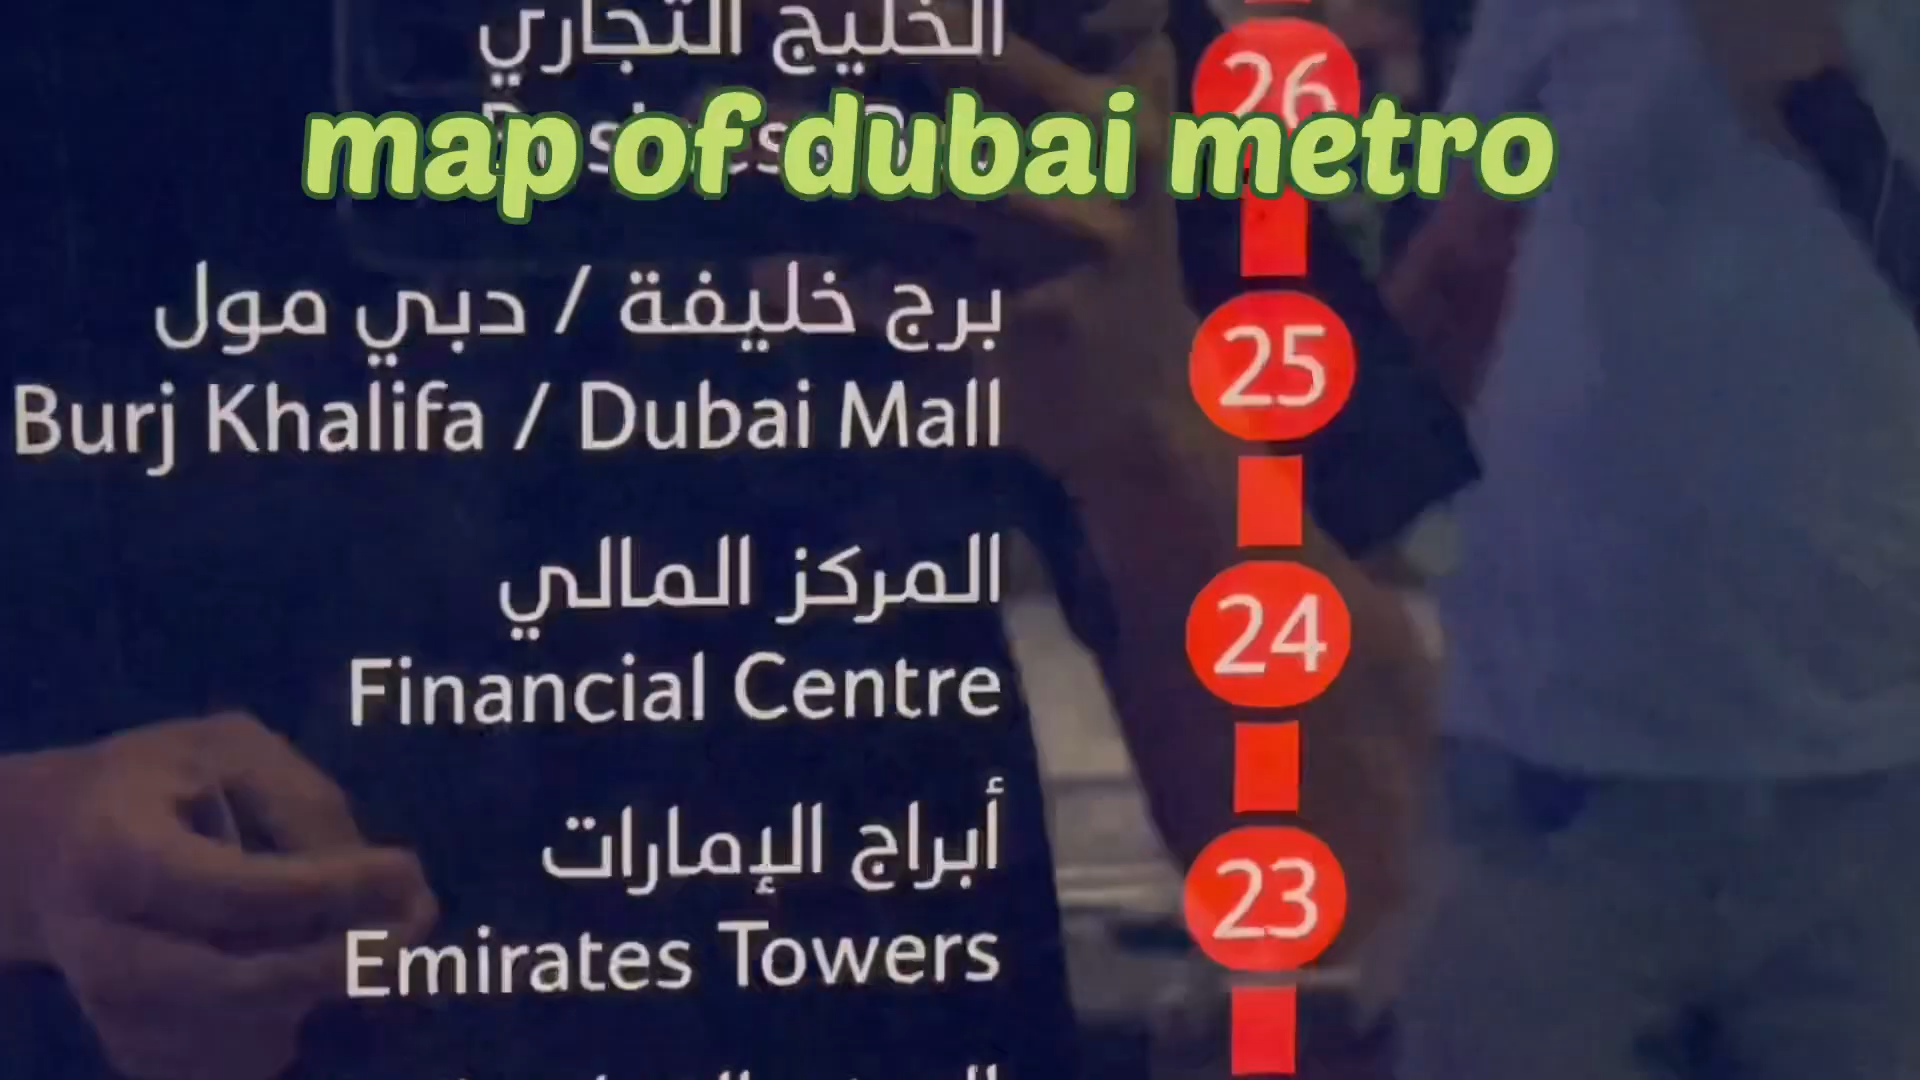 الخليج التجاري
26
map of dubai metro
برج خليفة / دبي مول
Burj Khalifa / Dubai Mall
25
المركز المالي
Financial Centre
24
أبراج الإمارات
Emirates Towers
23